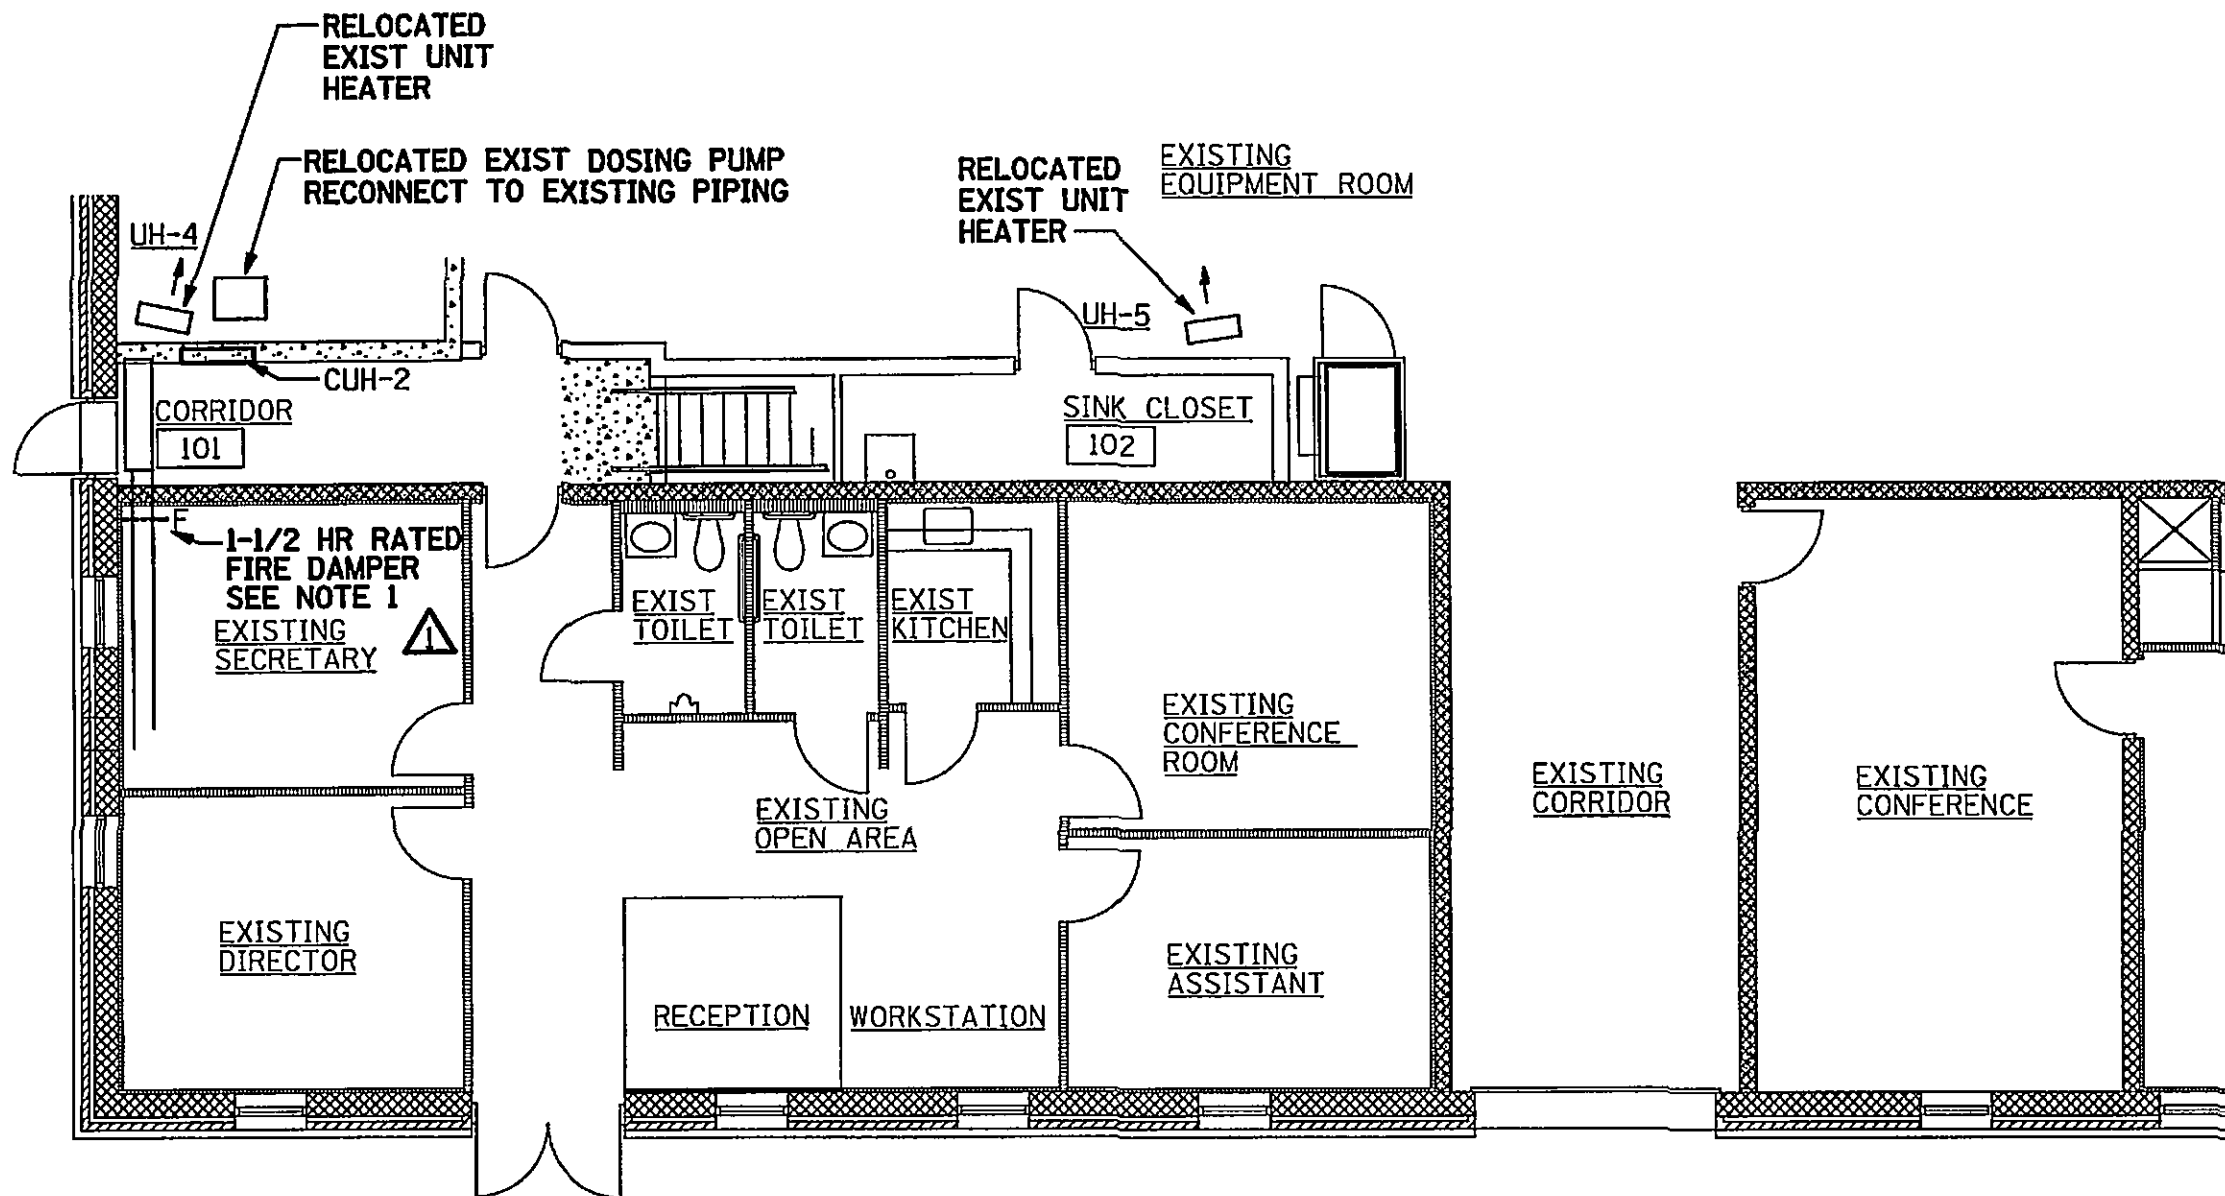 RELOCATED
EXIST UNIT
HEATER
RELOCATED EXIST DOSING PUMP
RECONNECT TO EXISTING PIPING
RELOCATED
EXIST UNIT
HEATER
EXISTING
EQUIPMENT ROOM
UH-4
UH-5
CUH-2
CORRIDOR
101
SINK CLOSET
102
F
1-1/2 HR RATED
FIRE DAMPER
SEE NOTE 1
1
EXISTING
SECRETARY
EXIST
TOILET
EXIST
TOILET
EXIST
KITCHEN
EXISTING
CONFERENCE
ROOM
EXISTING
CORRIDOR
EXISTING
CONFERENCE
EXISTING
OPEN AREA
EXISTING
DIRECTOR
EXISTING
ASSISTANT
RECEPTION
WORKSTATION